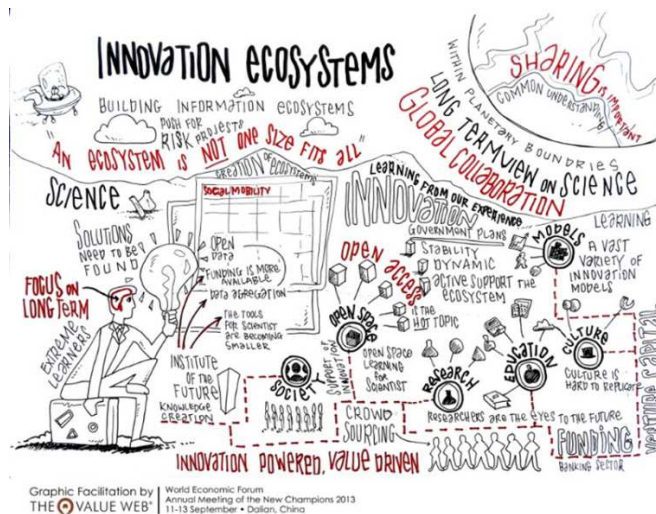 INNOVATION ECOSYSTEMS
BUILDING INFORMATION ECOSYSTEMS
PUSH FOR
RISK PROJECTS
"AN ECOSYSTEM IS NOT ONE SIZE FITS ALL"
SHARING IS IMPORTANT
COMMON UNDERSTANDING
WITHIN PLANETARY BOUNDRIES
LONG TERM VIEW ON SCIENCE
GLOBAL COLLABORATION
SCIENCE
SOLUTIONS
NEED TO BE
FOUND
FOCUS ON
LONG TERM
EXTREME
LEARNERS
CREATION OF ECOSYSTEMS
SOCIAL MOBILITY
OPEN
DATA
FUNDING IS MORE
AVAILABLE
DATA AGREGATION
THE TOOLS
FOR SCIENTIST
ARE BECOMING
SMALLER
INSTITUTE
OF THE
FUTURE
KNOWLEDGE
CREATION
LEARNING FROM OUR EXPERIENCE
INNOVATION
GOVERNMENT PLANS
STABILITY
DYNAMIC
ACTIVE SUPPORT THE
ECOSYSTEM
OPEN ACCESS
IS THE
HOT TOPIC
OPEN SPACE
SUPPORT OF
INNOVATION
OPEN SPACE
LEARNING
FOR
SCIENTIST
SOCIETY
CROWD
SOURCING
RESEARCH
RESEARCHERS ARE THE EYES TO THE FUTURE
EDUCATION
MODELS
LEARNING
A VAST
VARIETY OF
INNOVATION
MODELS
CULTURE
CULTURE IS
HARD TO REPLICATE
FUNDING
BANKING SECTOR
VENTURE CAPITAL
INNOVATION POWERED, VALUE DRIVEN
Graphic Facilitation by
THE VALUE WEB®
World Economic Forum
Annual Meeting of the New Champions 2013
11-13 September • Dalian, China